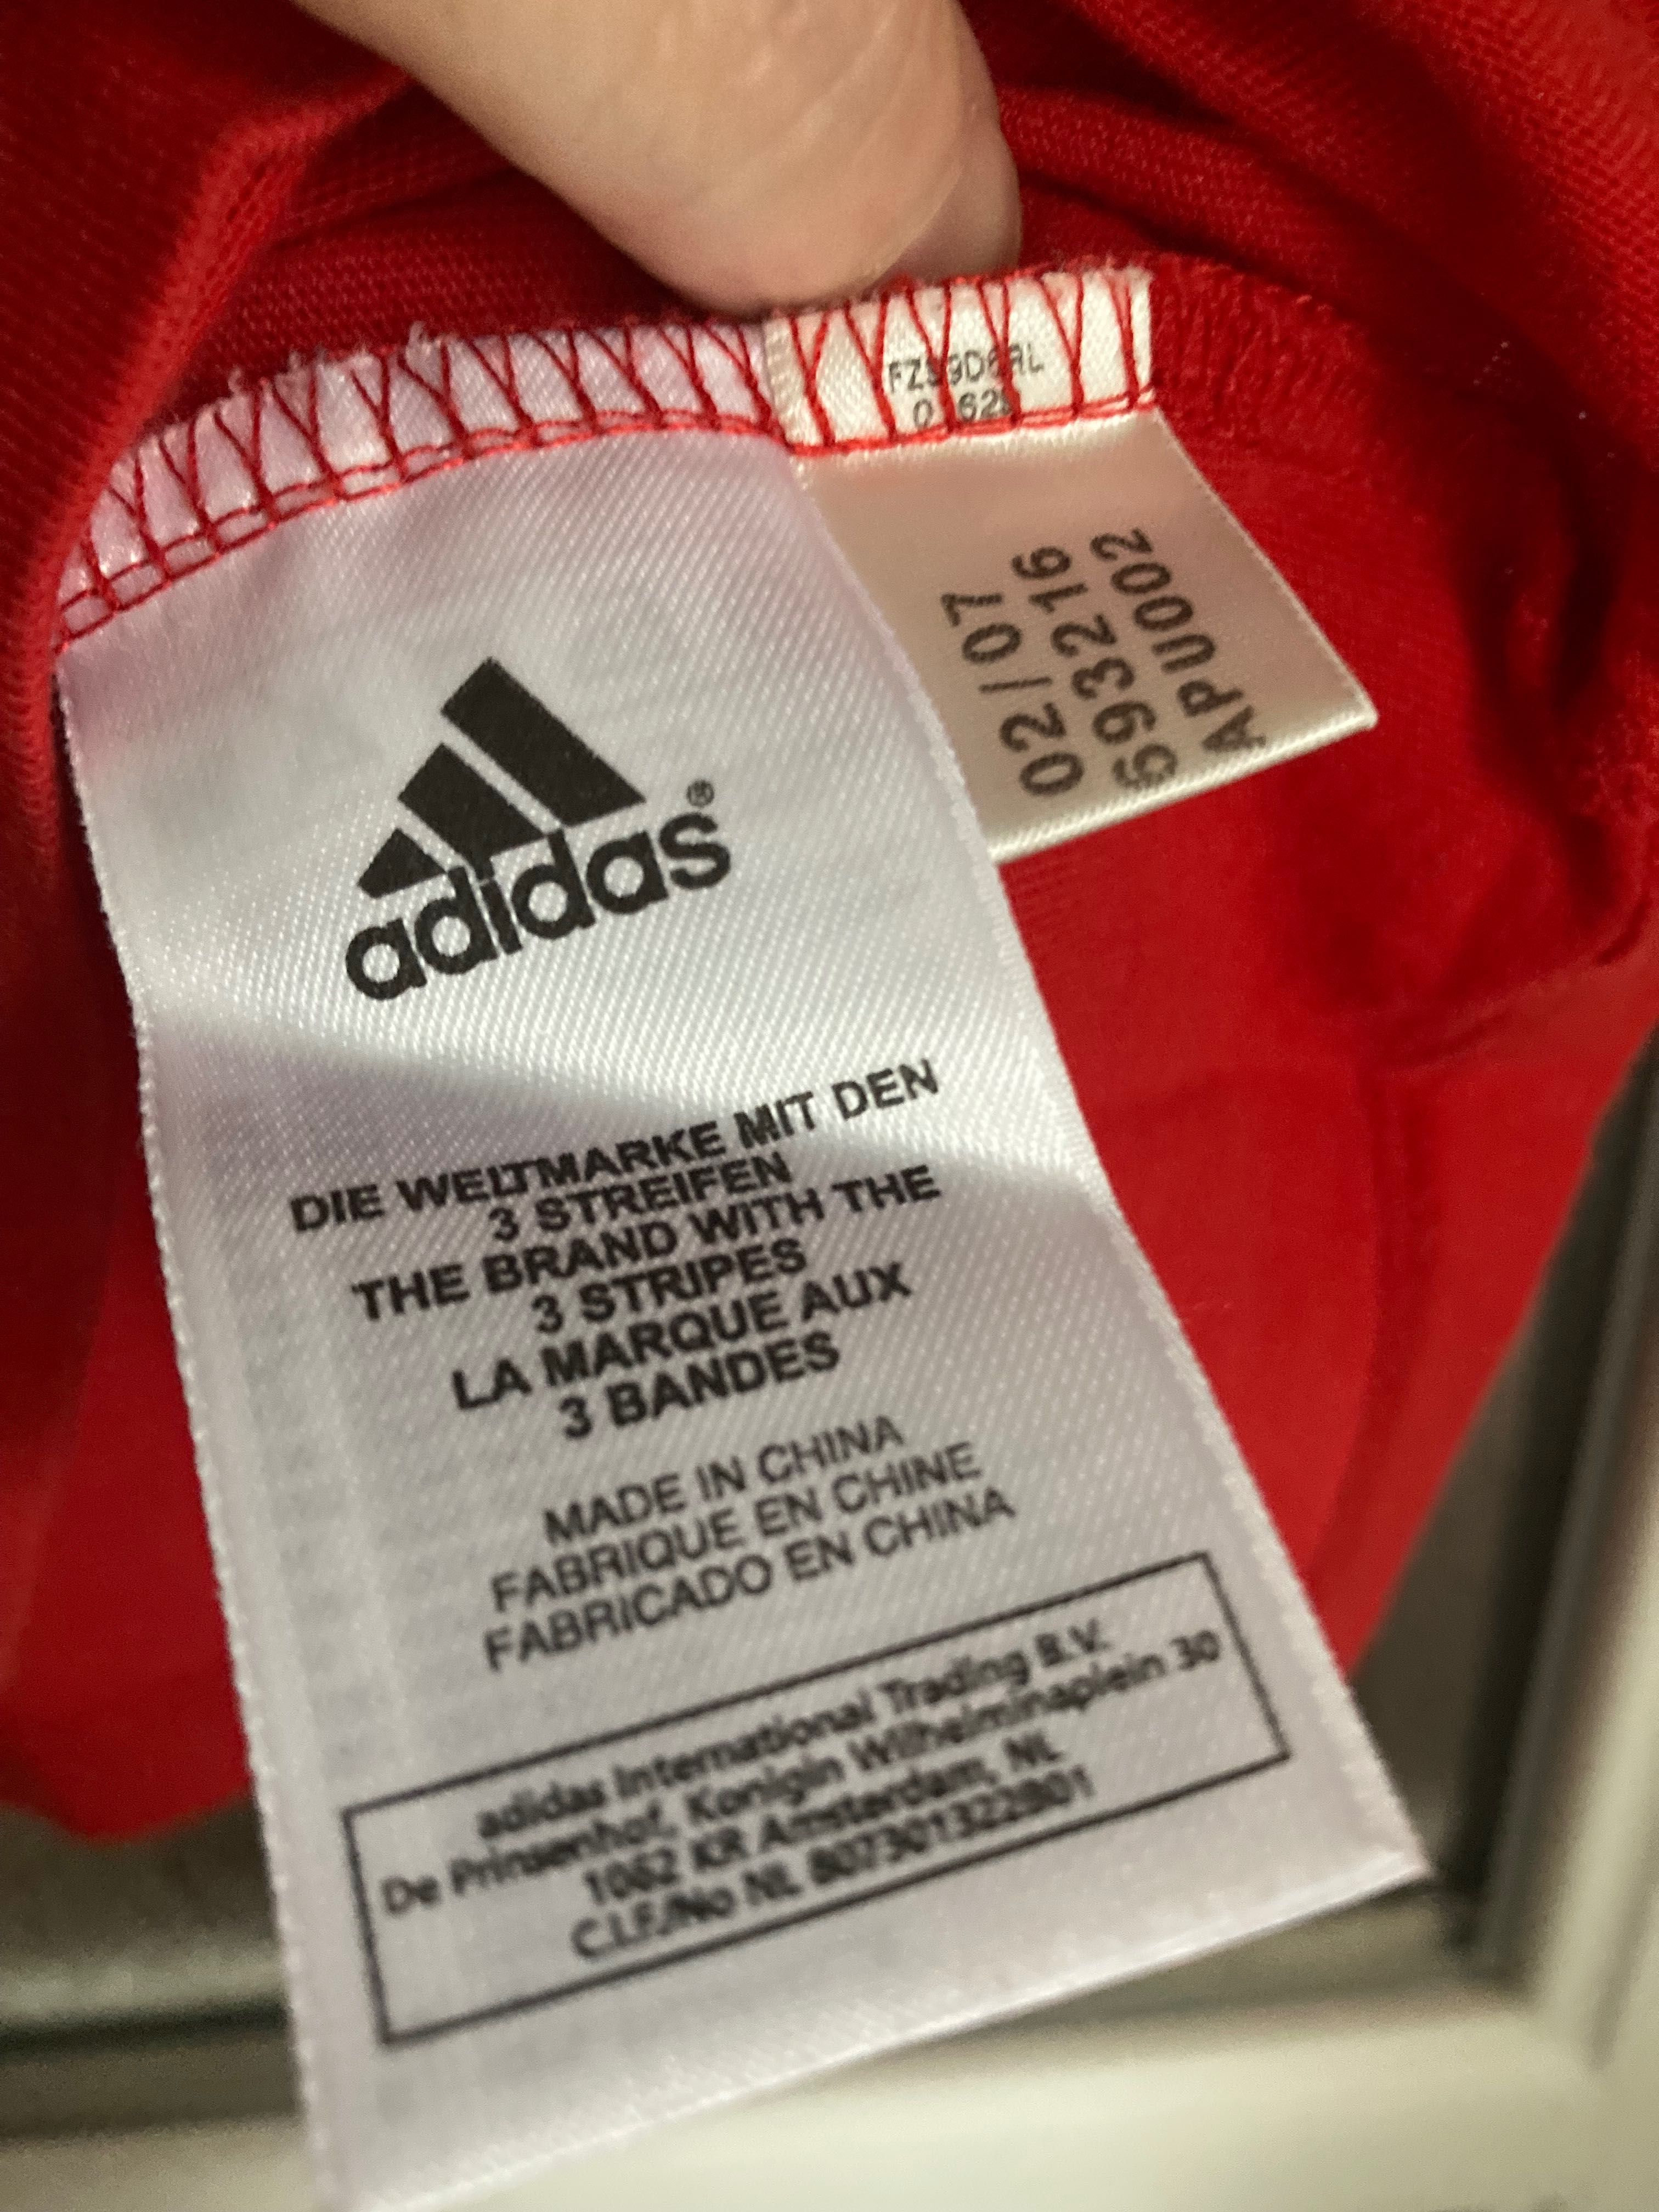 adidas®
DIE WELTMARKE MIT DEN
3 STREIFEN
THE BRAND WITH THE
3 STRIPES
LA MARQUE AUX
3 BANDES
MADE IN CHINA
FABRIQUE EN CHINE
FABRICADO EN CHINA
adidas International Trading B.V.
De Prinsenhof, Konigin Wilhelminaplein 30
1062 KR Amsterdam, NL
C.I.F./No NL
02/07
693216
APU002